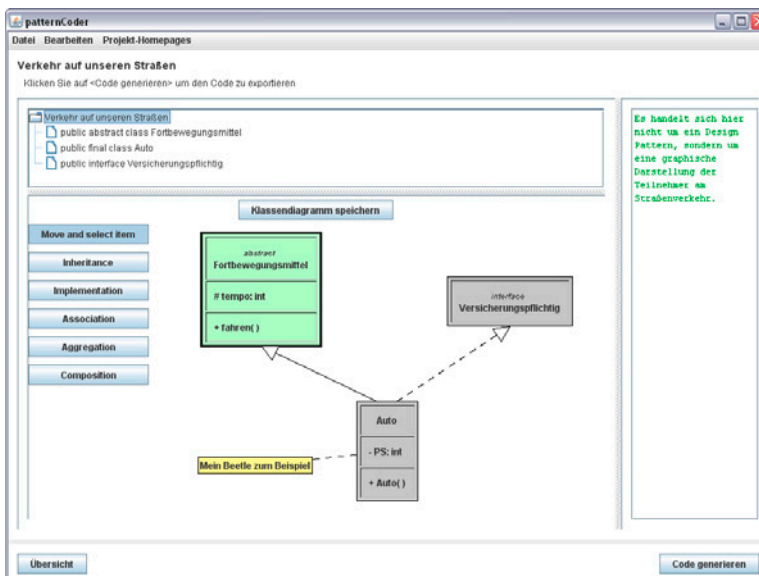 patternCoder
Datei Bearbeiten Projekt-Homepages
Verkehr auf unseren Straßen
Klicken Sie auf <Code generieren> um den Code zu exportieren
Verkehr auf unseren Straßen
public abstract class Fortbewegungsmittel
public final class Auto
public interface Versicherungspflichtig
Es handelt sich hier
nicht um ein Design
Pattern, sondern um
eine graphische
Darstellung der
Teilnehmer am
Straßenverkehr.
Klassendiagramm speichern
Move and select item
Inheritance
Implementation
Association
Aggregation
Composition
abstract
Fortbewegungsmittel
# tempo: int
+ fahren( )
interface
Versicherungspflichtig
Auto
- PS: int
+ Auto( )
Mein Beetle zum Beispiel
Übersicht
Code generieren